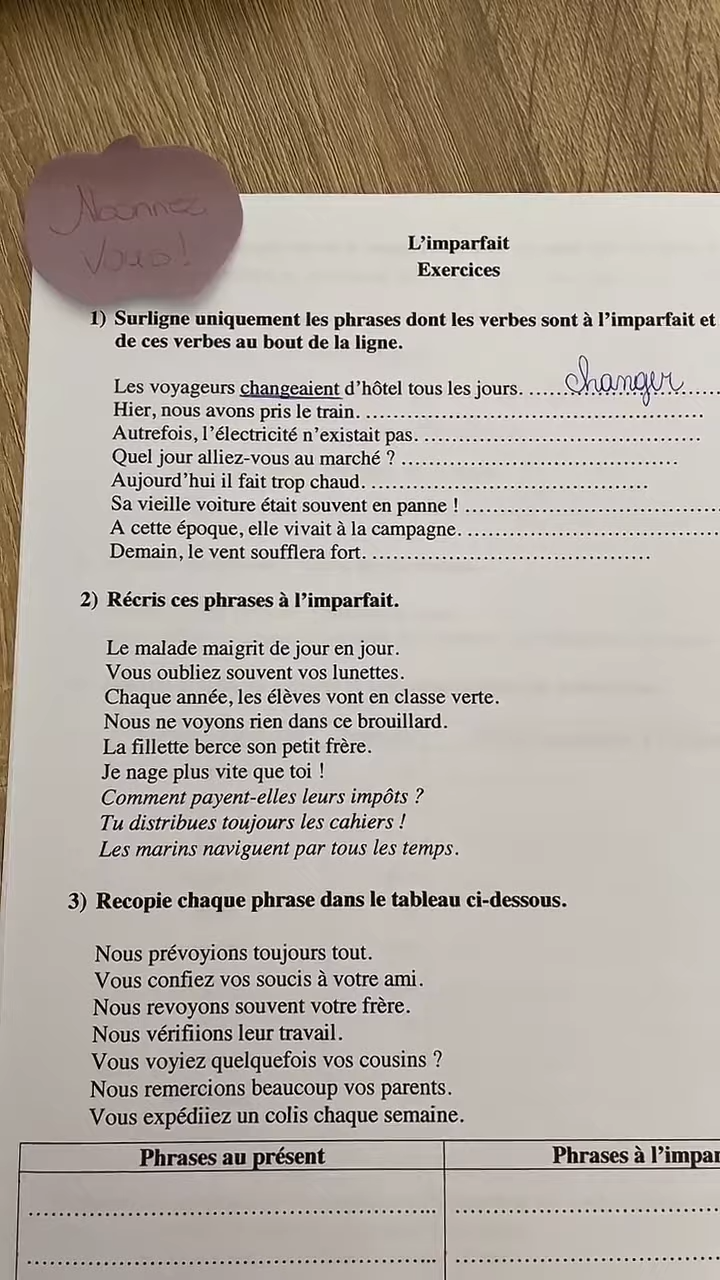 Abonnez
Vous!
L'imparfait
Exercices
1) Surligne uniquement les phrases dont les verbes sont à l'imparfait et
de ces verbes au bout de la ligne.
Les voyageurs changeaient d'hôtel tous les jours. ..... changer .....
Hier, nous avons pris le train. ..................................................
Autrefois, l'électricité n'existait pas. ..................................................
Quel jour alliez-vous au marché ? ..................................................
Aujourd'hui il fait trop chaud. ..................................................
Sa vieille voiture était souvent en panne ! ..................................................
A cette époque, elle vivait à la campagne. ..................................................
Demain, le vent soufflera fort. ..................................................
2) Récris ces phrases à l'imparfait.
Le malade maigrit de jour en jour.
Vous oubliez souvent vos lunettes.
Chaque année, les élèves vont en classe verte.
Nous ne voyons rien dans ce brouillard.
La fillette berce son petit frère.
Je nage plus vite que toi !
Comment payent-elles leurs impôts ?
Tu distribues toujours les cahiers !
Les marins naviguent par tous les temps.
3) Recopie chaque phrase dans le tableau ci-dessous.
Nous prévoyions toujours tout.
Vous confiez vos soucis à votre ami.
Nous revoyons souvent votre frère.
Nous vérifiions leur travail.
Vous voyiez quelquefois vos cousins ?
Nous remercions beaucoup vos parents.
Vous expédiiez un colis chaque semaine.
Phrases au présent
Phrases à l'impar